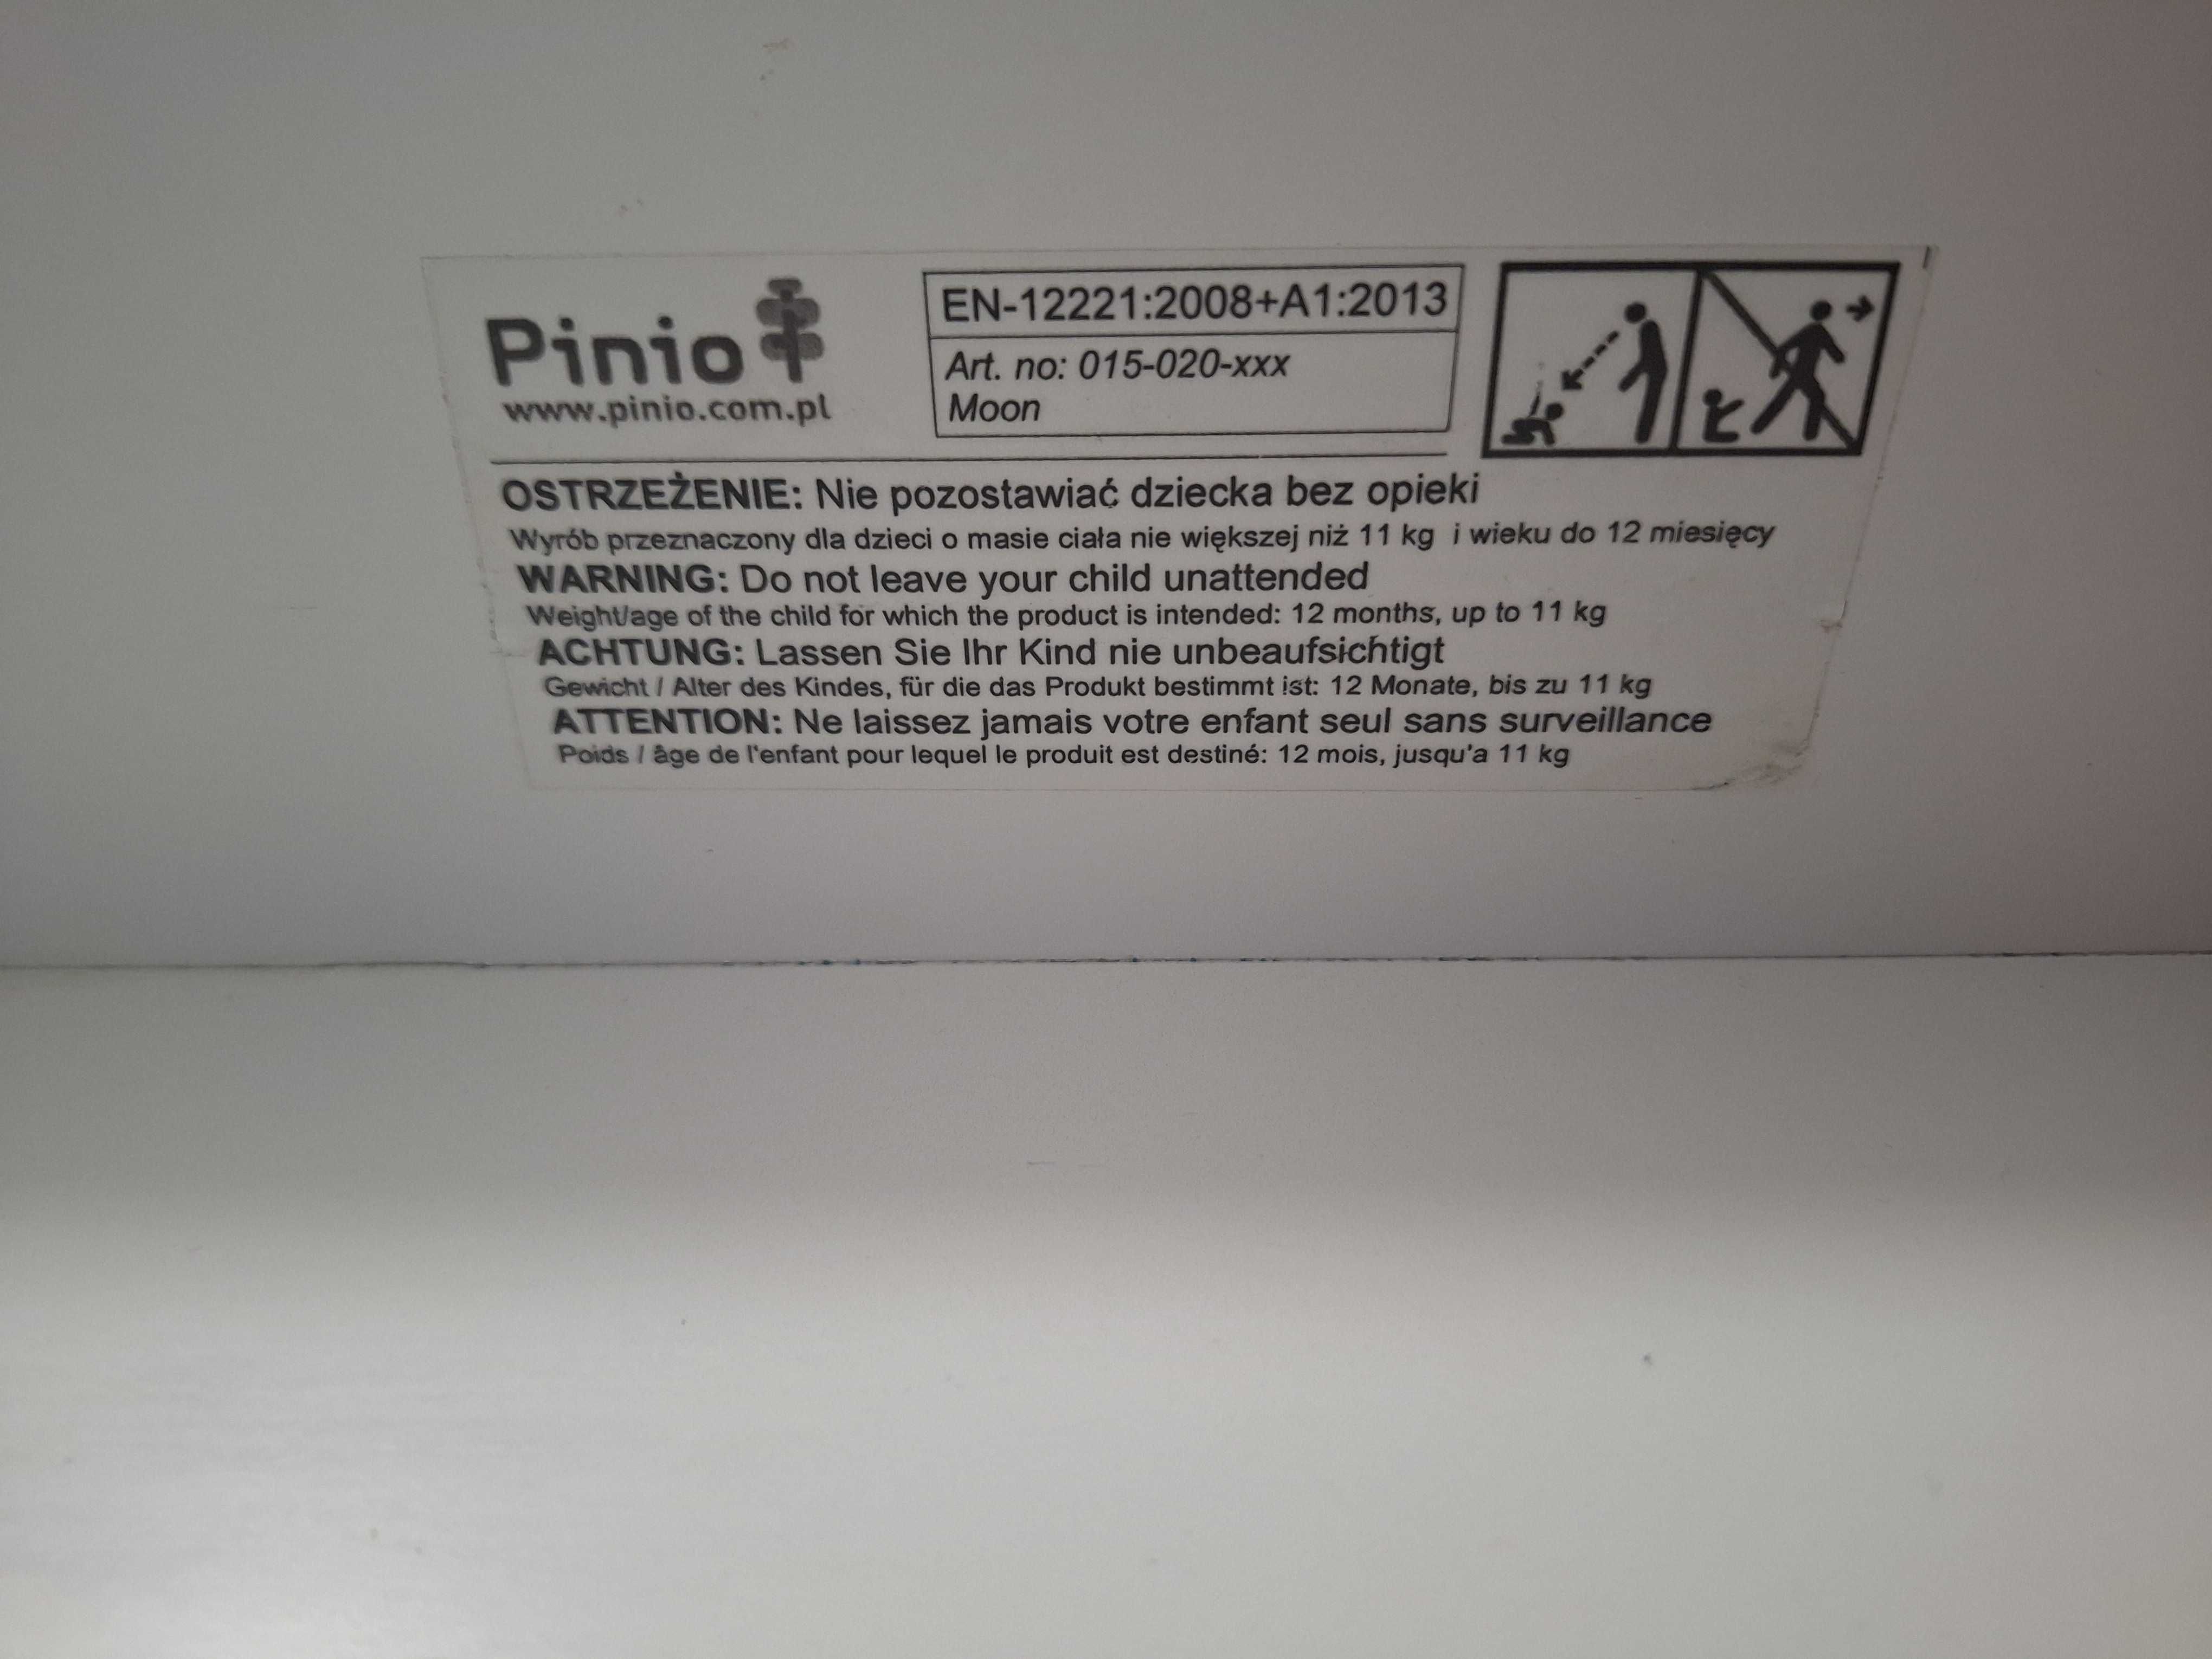 Pinio
www.pinio.com.pl
EN-12221:2008+A1:2013
Art. no: 015-020-xxx
Moon
OSTRZEŻENIE: Nie pozostawiać dziecka bez opieki
Wyrób przeznaczony dla dzieci o masie ciała nie większej niż 11 kg i wieku do 12 miesięcy
WARNING: Do not leave your child unattended
Weight/age of the child for which the product is intended: 12 months, up to 11 kg
ACHTUNG: Lassen Sie Ihr Kind nie unbeaufsichtigt
Gewicht / Alter des Kindes, für die das Produkt bestimmt ist: 12 Monate, bis zu 11 kg
ATTENTION: Ne laissez jamais votre enfant seul sans surveillance
Poids / âge de l'enfant pour lequel le produit est destiné: 12 mois, jusqu'a 11 kg